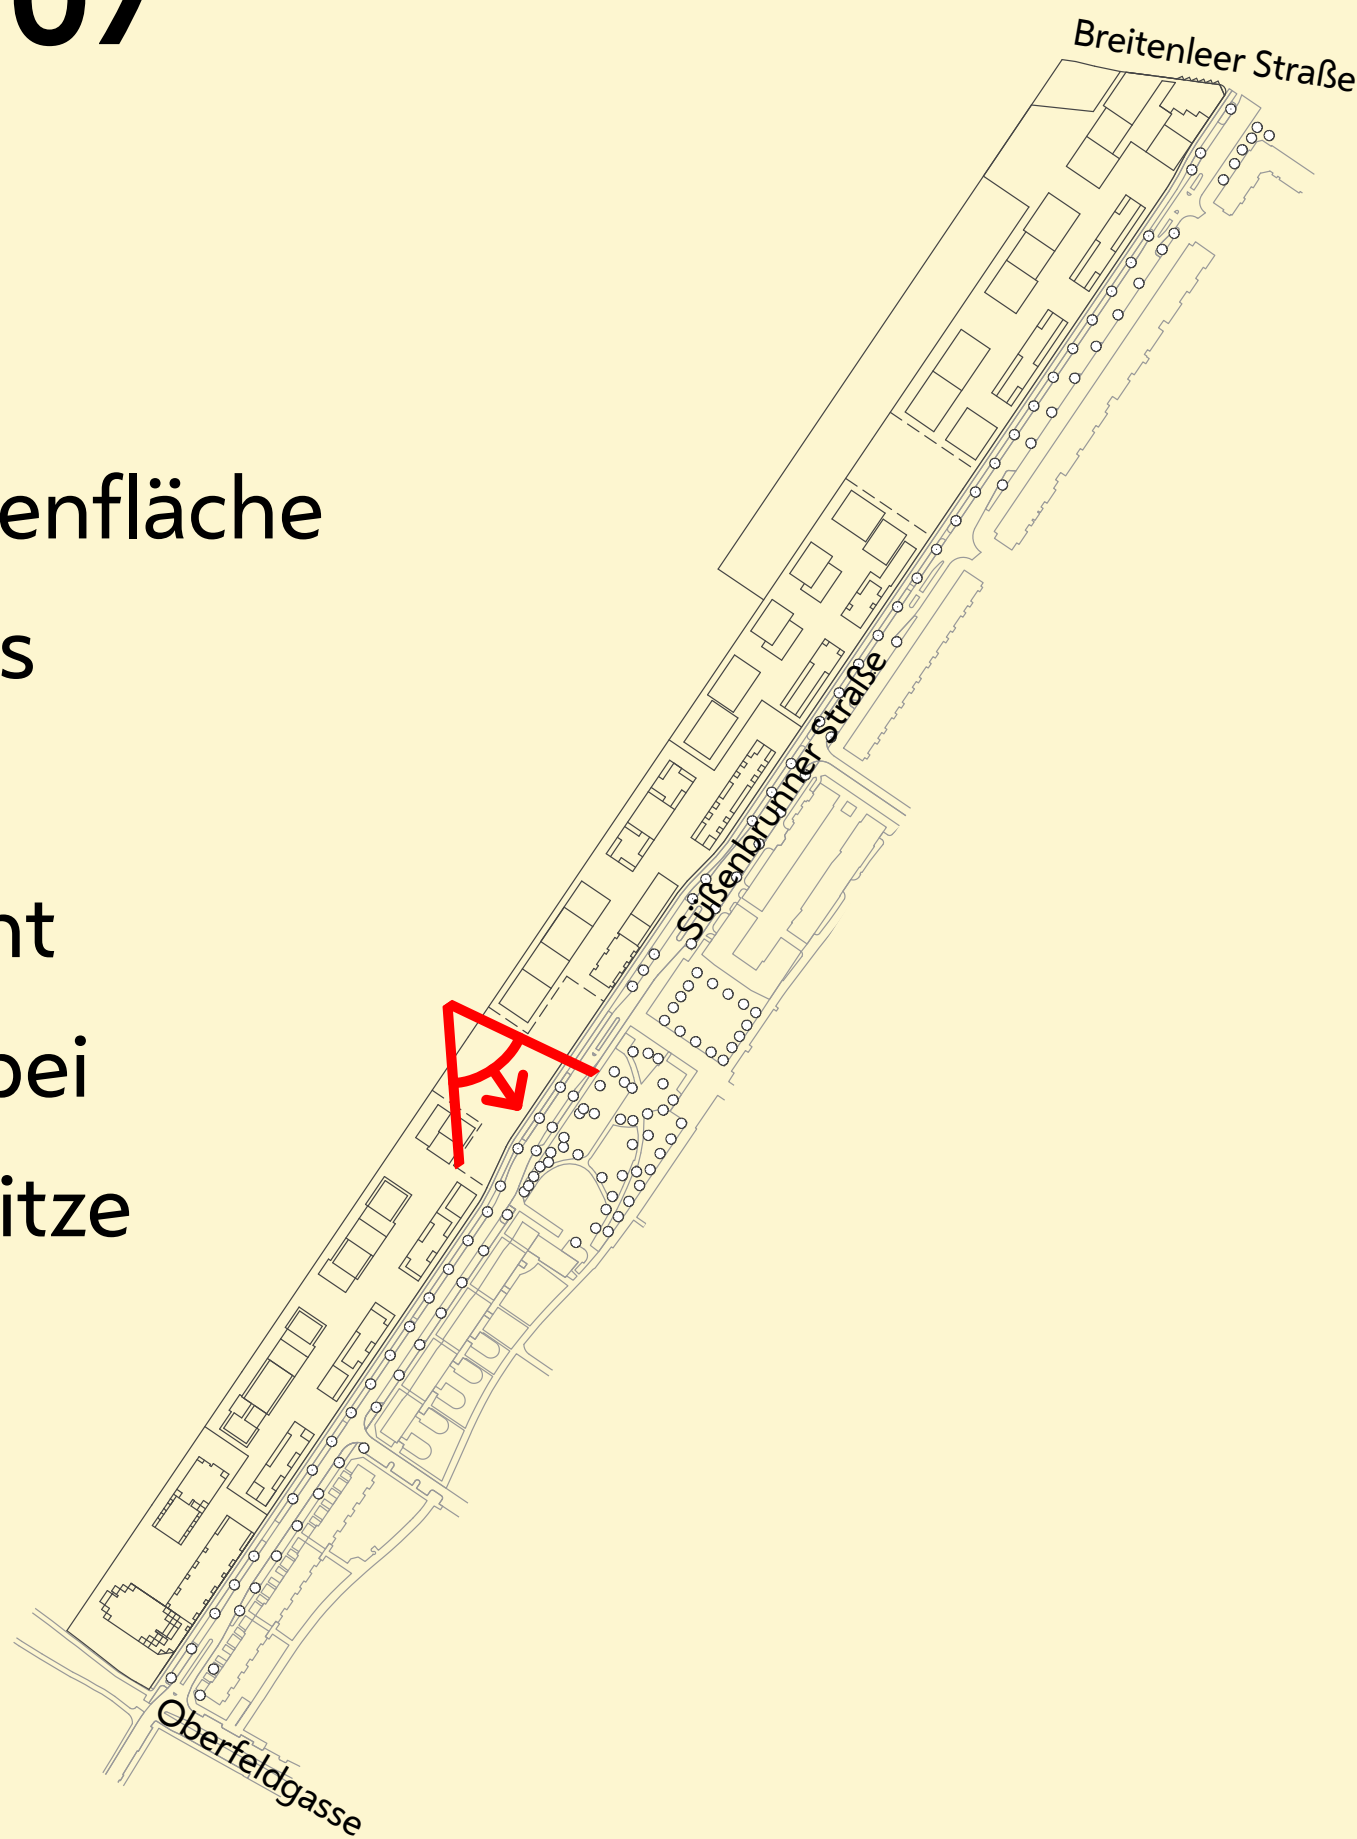 07
Breitenleer Straße
enfläche
s
Süßenbrunner Straße
nt
bei
itze
Oberfeldgasse